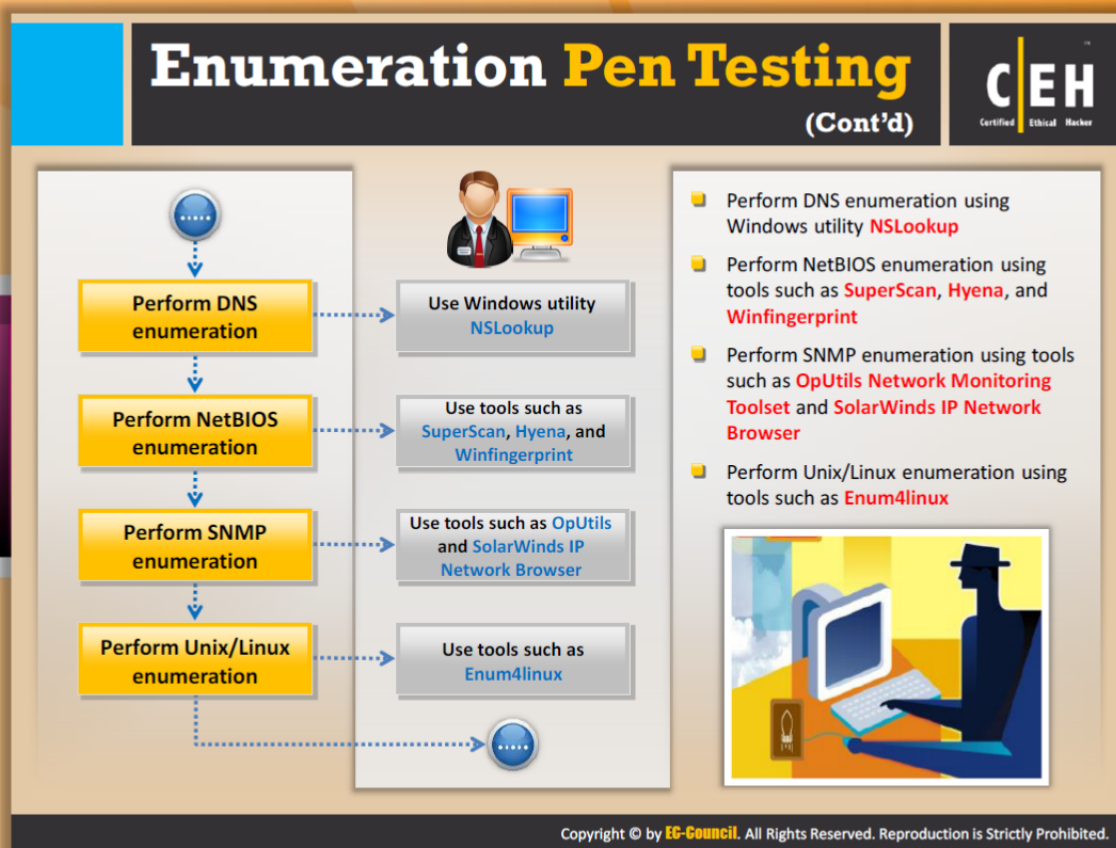 Enumeration Pen Testing
(Cont'd)
CEH
Certified Ethical Hacker
.....
Perform DNS
enumeration
Use Windows utility
NSLookup
Perform NetBIOS
enumeration
Use tools such as
SuperScan, Hyena, and
Winfingerprint
Perform SNMP
enumeration
Use tools such as OpUtils
and SolarWinds IP
Network Browser
Perform Unix/Linux
enumeration
Use tools such as
Enum4linux
.....
Perform DNS enumeration using
Windows utility NSLookup
Perform NetBIOS enumeration using
tools such as SuperScan, Hyena, and
Winfingerprint
Perform SNMP enumeration using tools
such as OpUtils Network Monitoring
Toolset and SolarWinds IP Network
Browser
Perform Unix/Linux enumeration using
tools such as Enum4linux
Copyright © by EC-Council. All Rights Reserved. Reproduction is Strictly Prohibited.